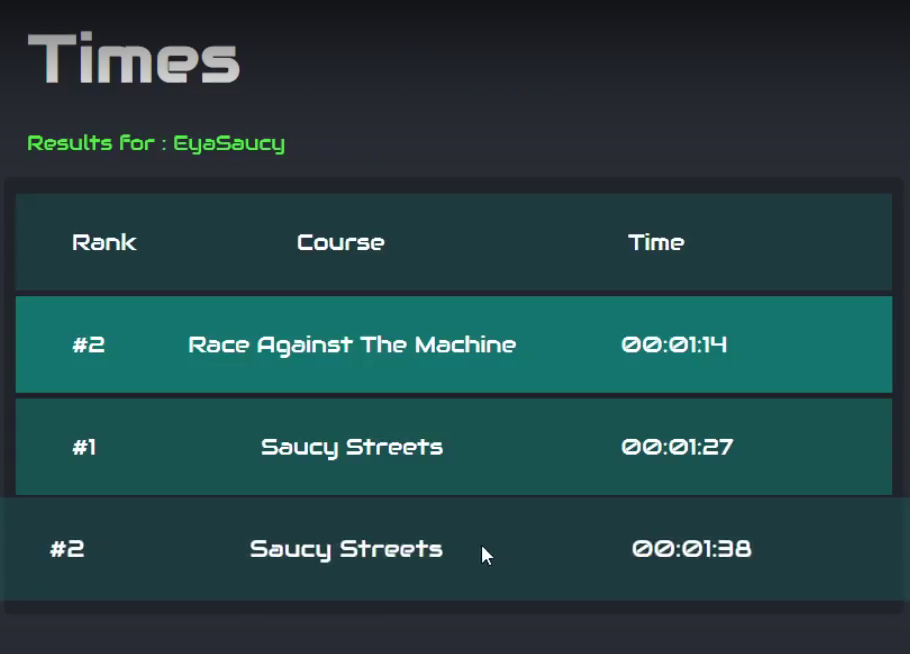 Times
Results for : EyaSaucy
Rank Course Time
#2 Race Against The Machine 00:01:14
#1 Saucy Streets 00:01:27
#2 Saucy Streets 00:01:38